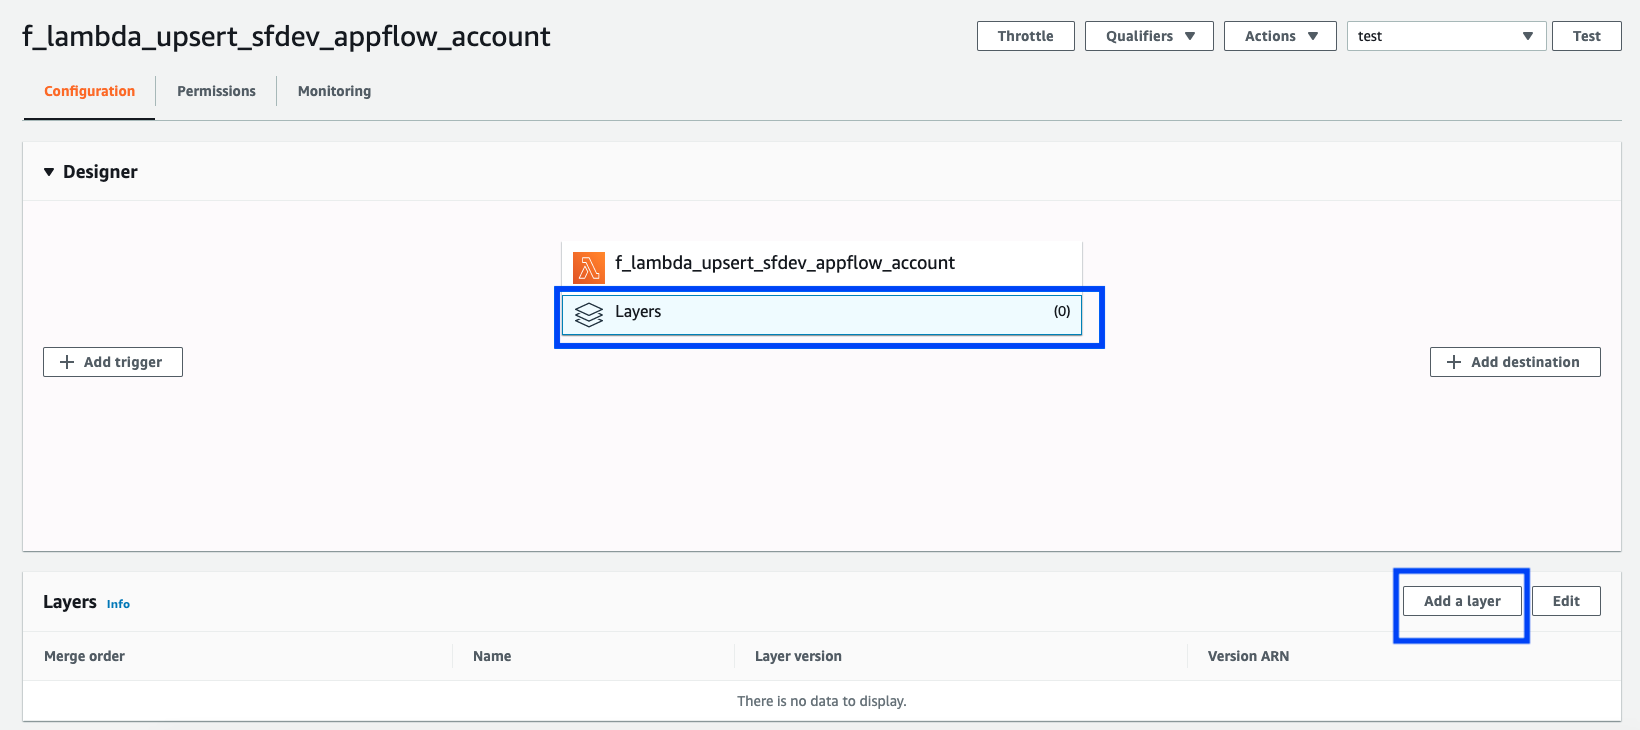 f_lambda_upsert_sfdev_appflow_account
Throttle Qualifiers Actions test Test
Configuration Permissions Monitoring
Designer
f_lambda_upsert_sfdev_appflow_account
Layers (0)
Add trigger Add destination
Layers Info Add a layer Edit
Merge order Name Layer version Version ARN
There is no data to display.